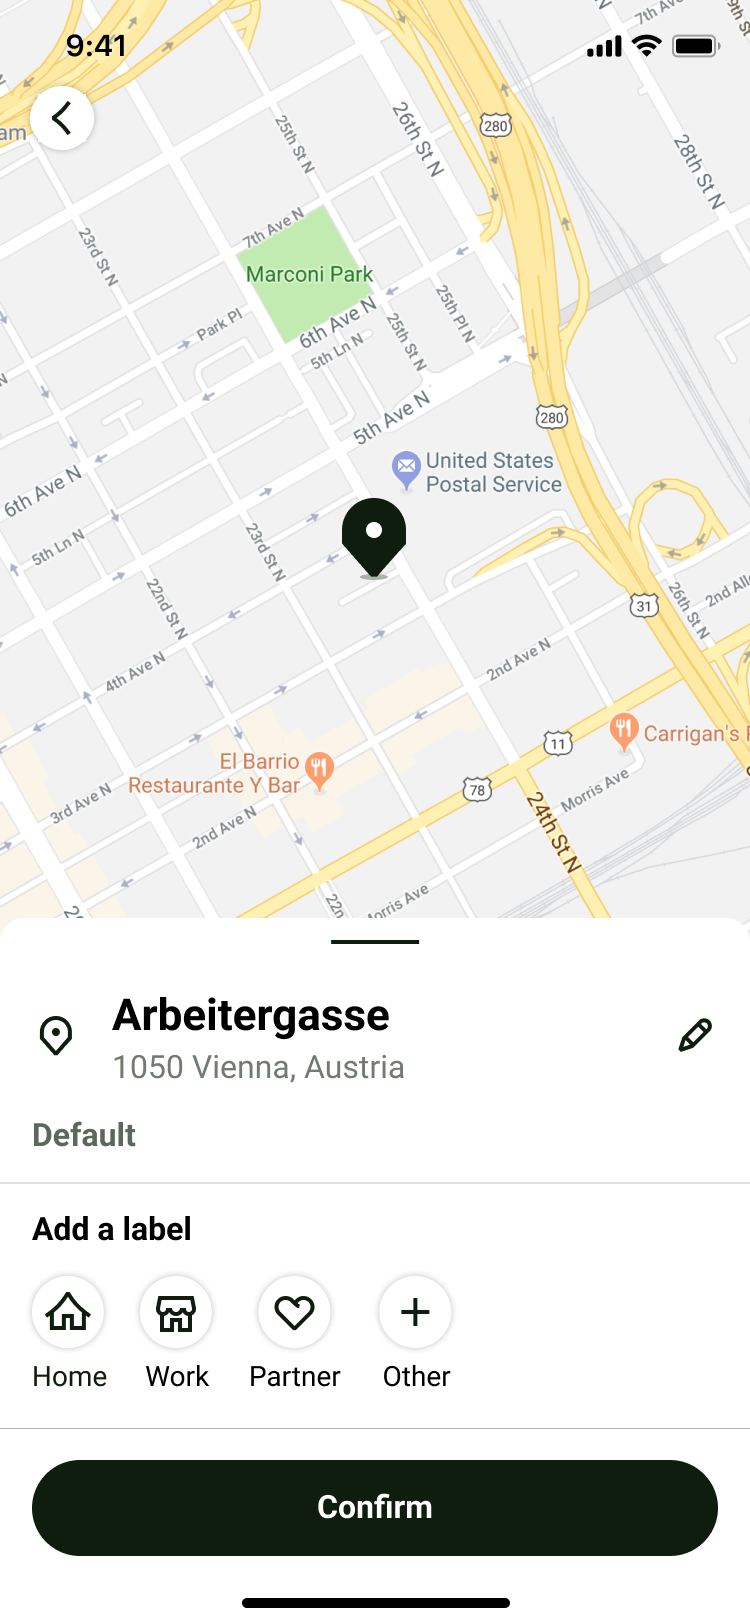 9:41
7th Ave N
9th St N
26th St N
25th St N
280
28th St N
23rd St N
7th Ave N
Marconi Park
25th Pl N
Park Pl
6th Ave N
5th Ln N
25th St N
5th Ave N
280
United States
Postal Service
6th Ave N
5th Ln N
23rd St N
22nd St N
31
26th St N
2nd
4th Ave N
2nd Ave N
11
Carrigan's
El Barrio
Restaurante Y Bar
78
3rd Ave N
2nd Ave N
24th St N
Morris Ave
Morris Ave
Arbeitergasse
1050 Vienna, Austria
Default
Add a label
Home
Work
Partner
Other
Confirm